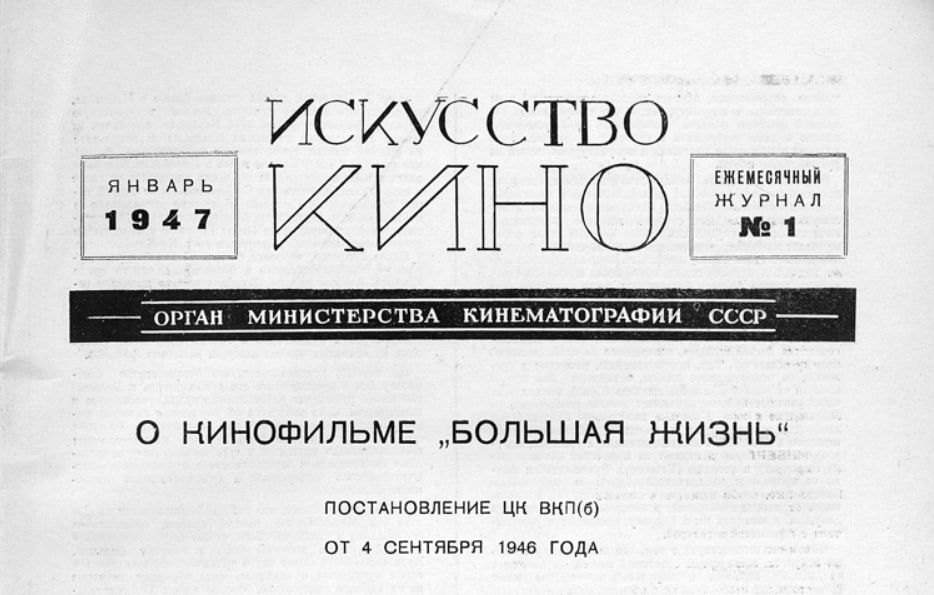 ИСКУССТВО
КИНО
ЯНВАРЬ
1947
ЕЖЕМЕСЯЧНЫЙ
ЖУРНАЛ
№ 1
ОРГАН МИНИСТЕРСТВА КИНЕМАТОГРАФИИ СССР
О КИНОФИЛЬМЕ „БОЛЬШАЯ ЖИЗНЬ“
ПОСТАНОВЛЕНИЕ ЦК ВКП(б)
ОТ 4 СЕНТЯБРЯ 1946 ГОДА